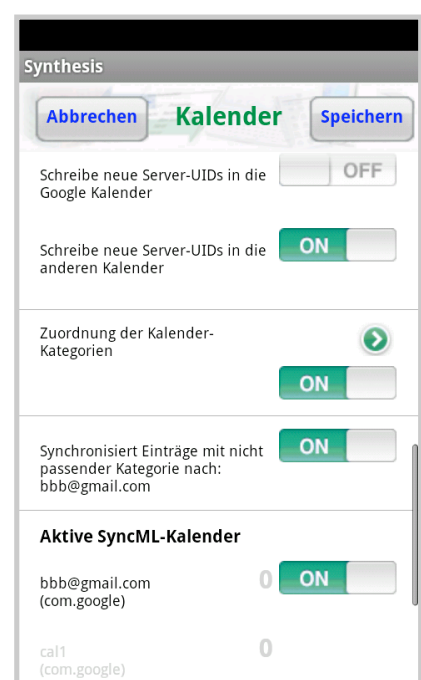 Synthesis
Abbrechen Kalender Speichern
Schreibe neue Server-UIDs in die OFF
Google Kalender
Schreibe neue Server-UIDs in die ON
anderen Kalender
Zuordnung der Kalender-
Kategorien
ON
Synchronisiert Einträge mit nicht ON
passender Kategorie nach:
bbb@gmail.com
Aktive SyncML-Kalender
bbb@gmail.com 0 ON
(com.google)
cal1 0
(com.google)